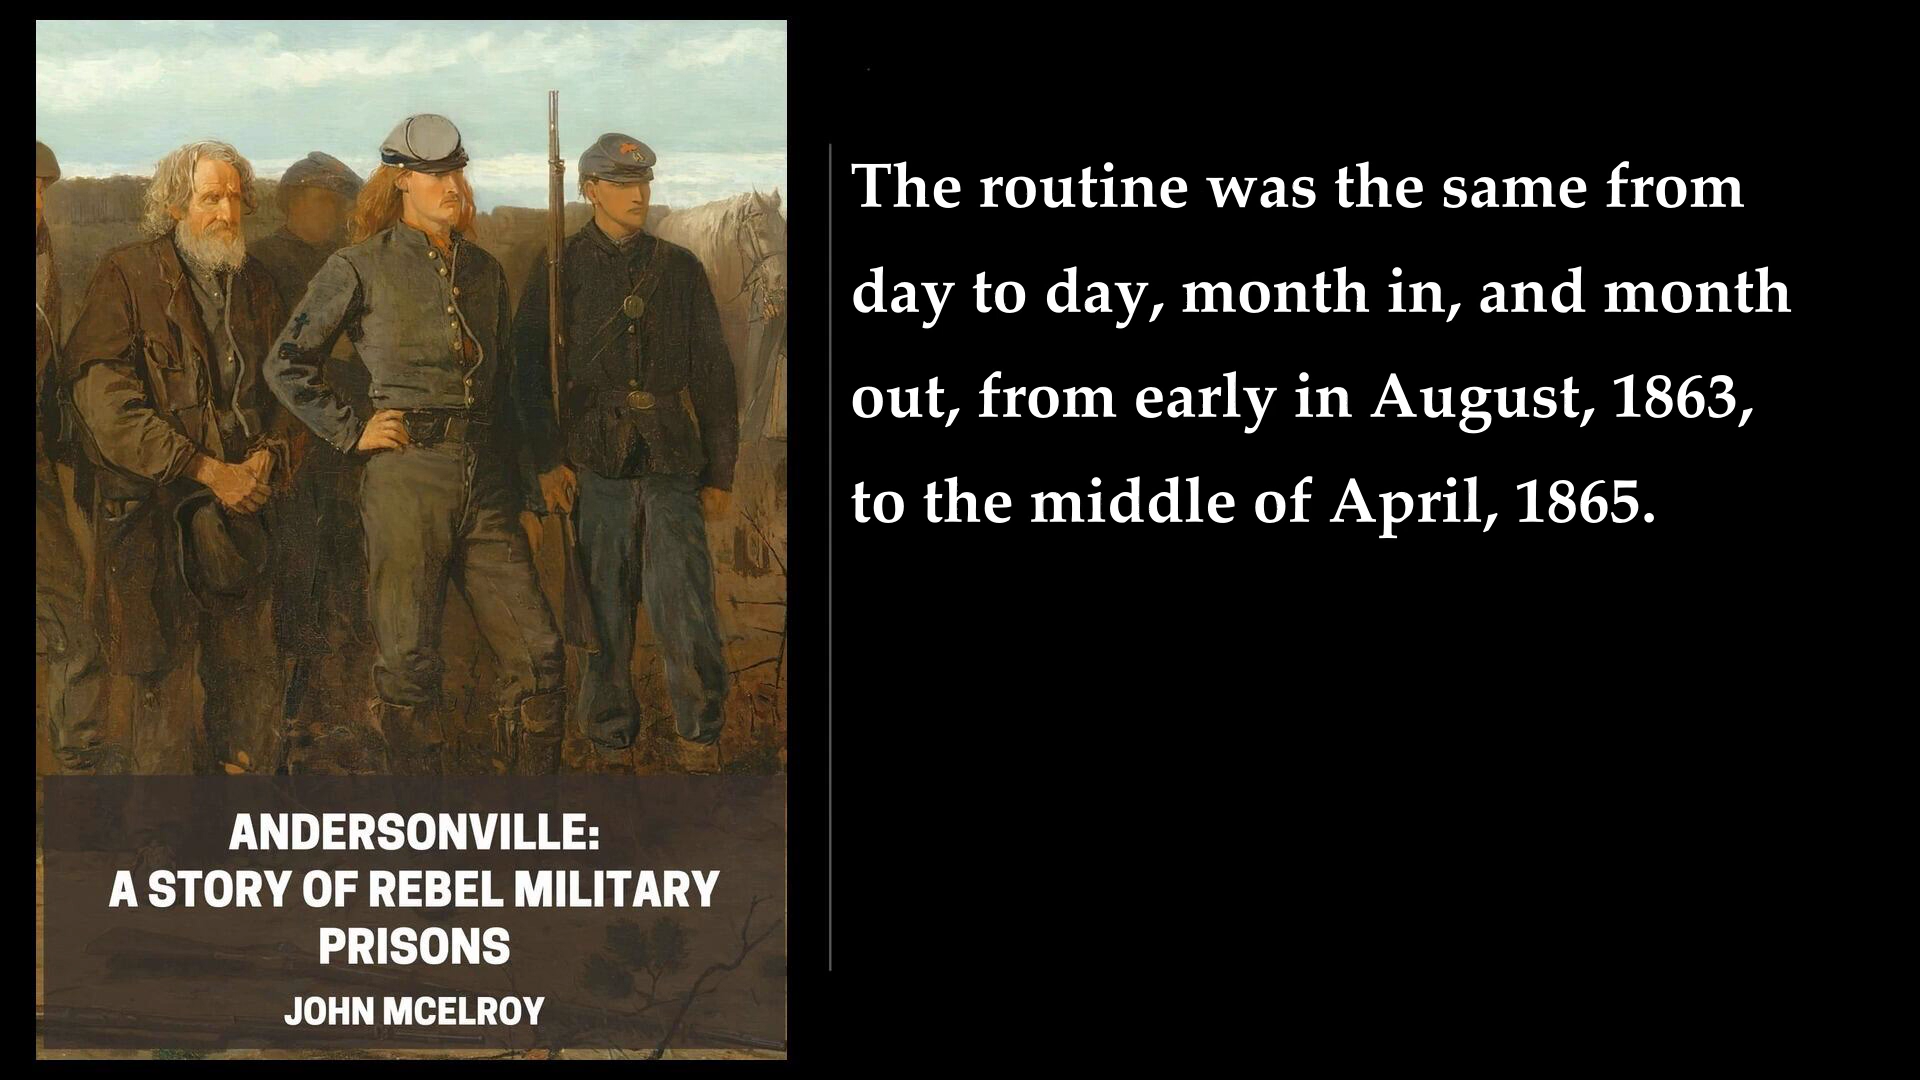 ANDERSONVILLE:
A STORY OF REBEL MILITARY
PRISONS
JOHN MCELROY
The routine was the same from
day to day, month in, and month
out, from early in August, 1863,
to the middle of April, 1865.